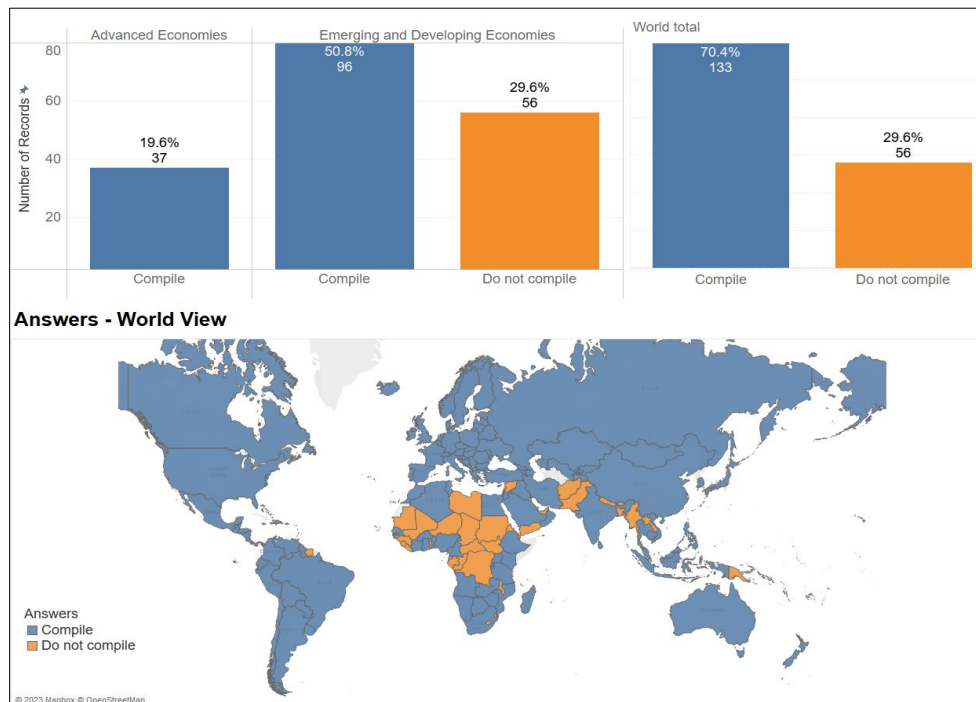 Advanced Economies
Emerging and Developing Economies
World total
80
60
40
20
Number of Records
19.6%
37
50.8%
96
29.6%
56
70.4%
133
29.6%
56
Compile
Compile
Do not compile
Compile
Do not compile
Answers - World View
Answers
Compile
Do not compile
© 2023 Mapbox © OpenStreetMap